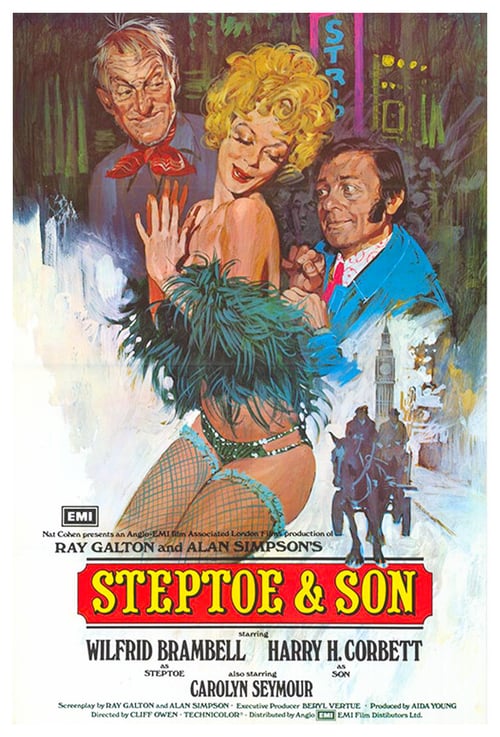 STRIP
EMI
Nat Cohen presents an Anglo-EMI film Associated London Films production of
RAY GALTON and ALAN SIMPSON'S
STEPTOE & SON
starring
WILFRID BRAMBELL HARRY H. CORBETT
as as
STEPTOE also starring SON
CAROLYN SEYMOUR
Screenplay by RAY GALTON and ALAN SIMPSON · Executive Producer BERYL VERTUE · Produced by AIDA YOUNG
Directed by CLIFF OWEN · TECHNICOLOR® · Distributed by Anglo EMI EMI Film Distributors Ltd.